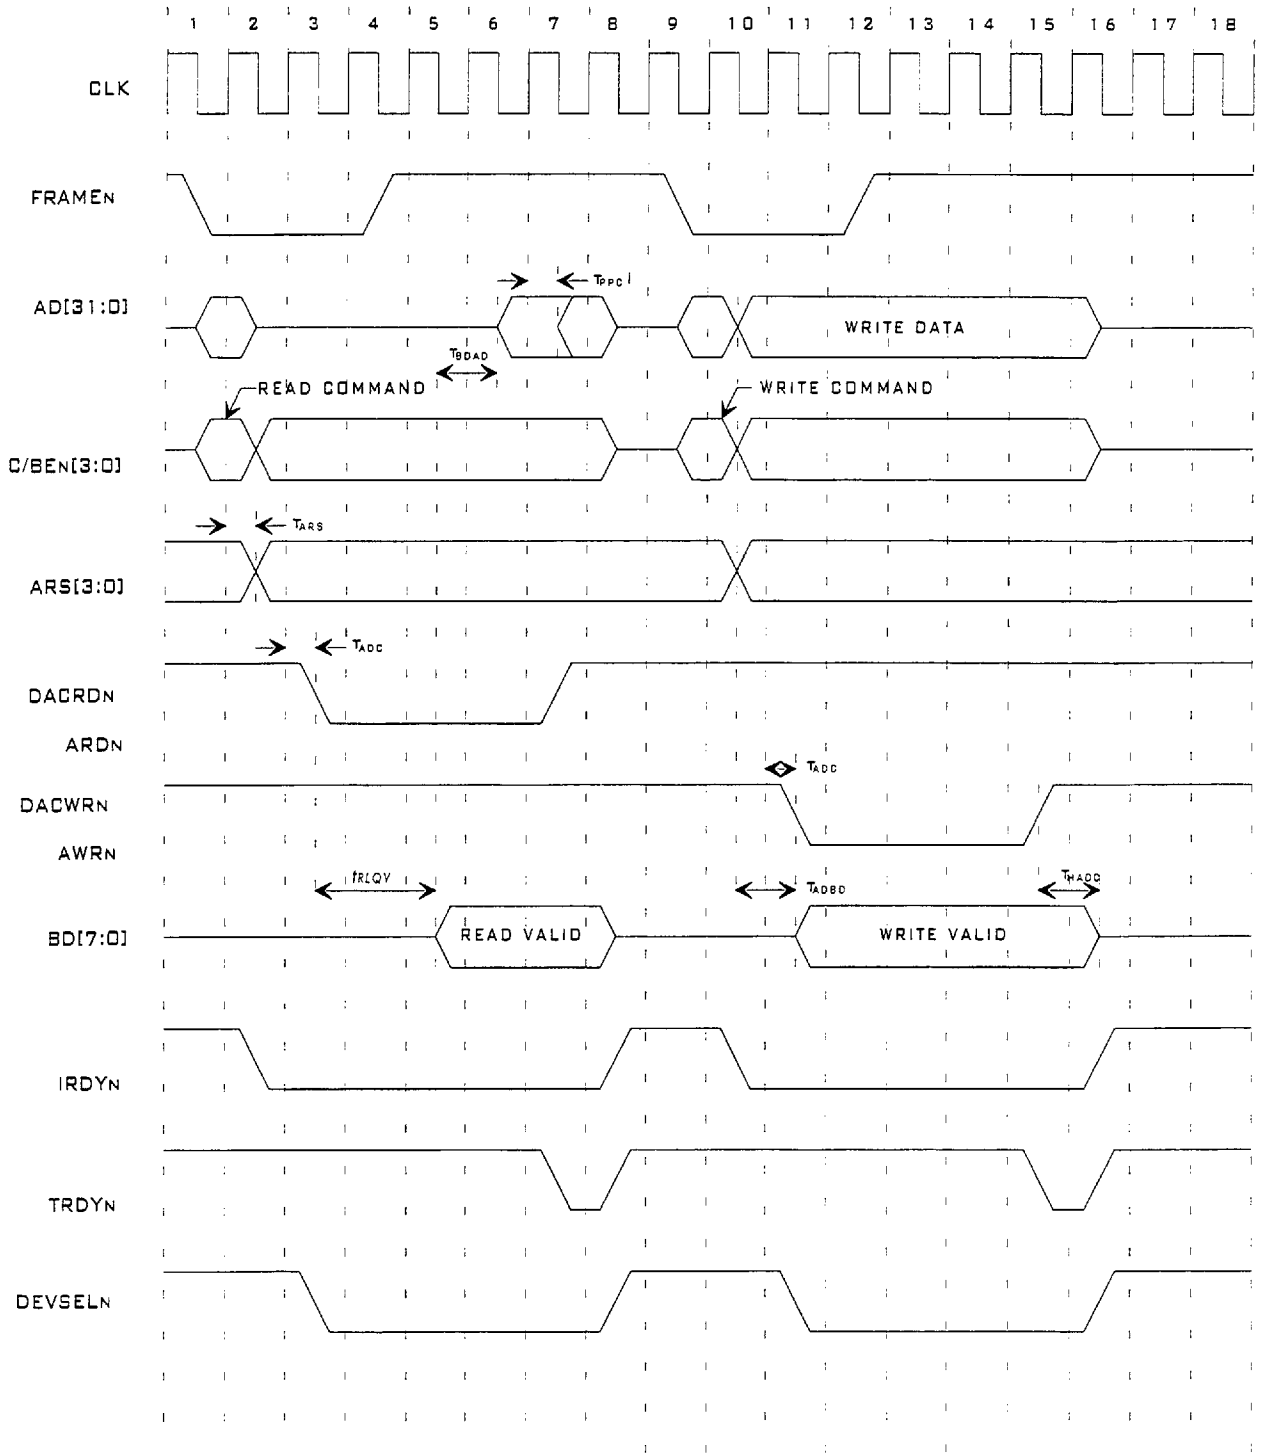 1 2 3 4 5 6 7 8 9 10 11 12 13 14 15 16 17 18
CLK
FRAMEN
TPPC
AD[31:0]
WRITE DATA
TBDAD
READ COMMAND
WRITE COMMAND
C/BEN[3:0]
TARS
ARS[3:0]
TADC
DACRDN
ARDN
TADC
DACWRN
AWRN
tRLQV
TADBD
THADC
BD[7:0]
READ VALID
WRITE VALID
IRDYN
TRDYN
DEVSELN